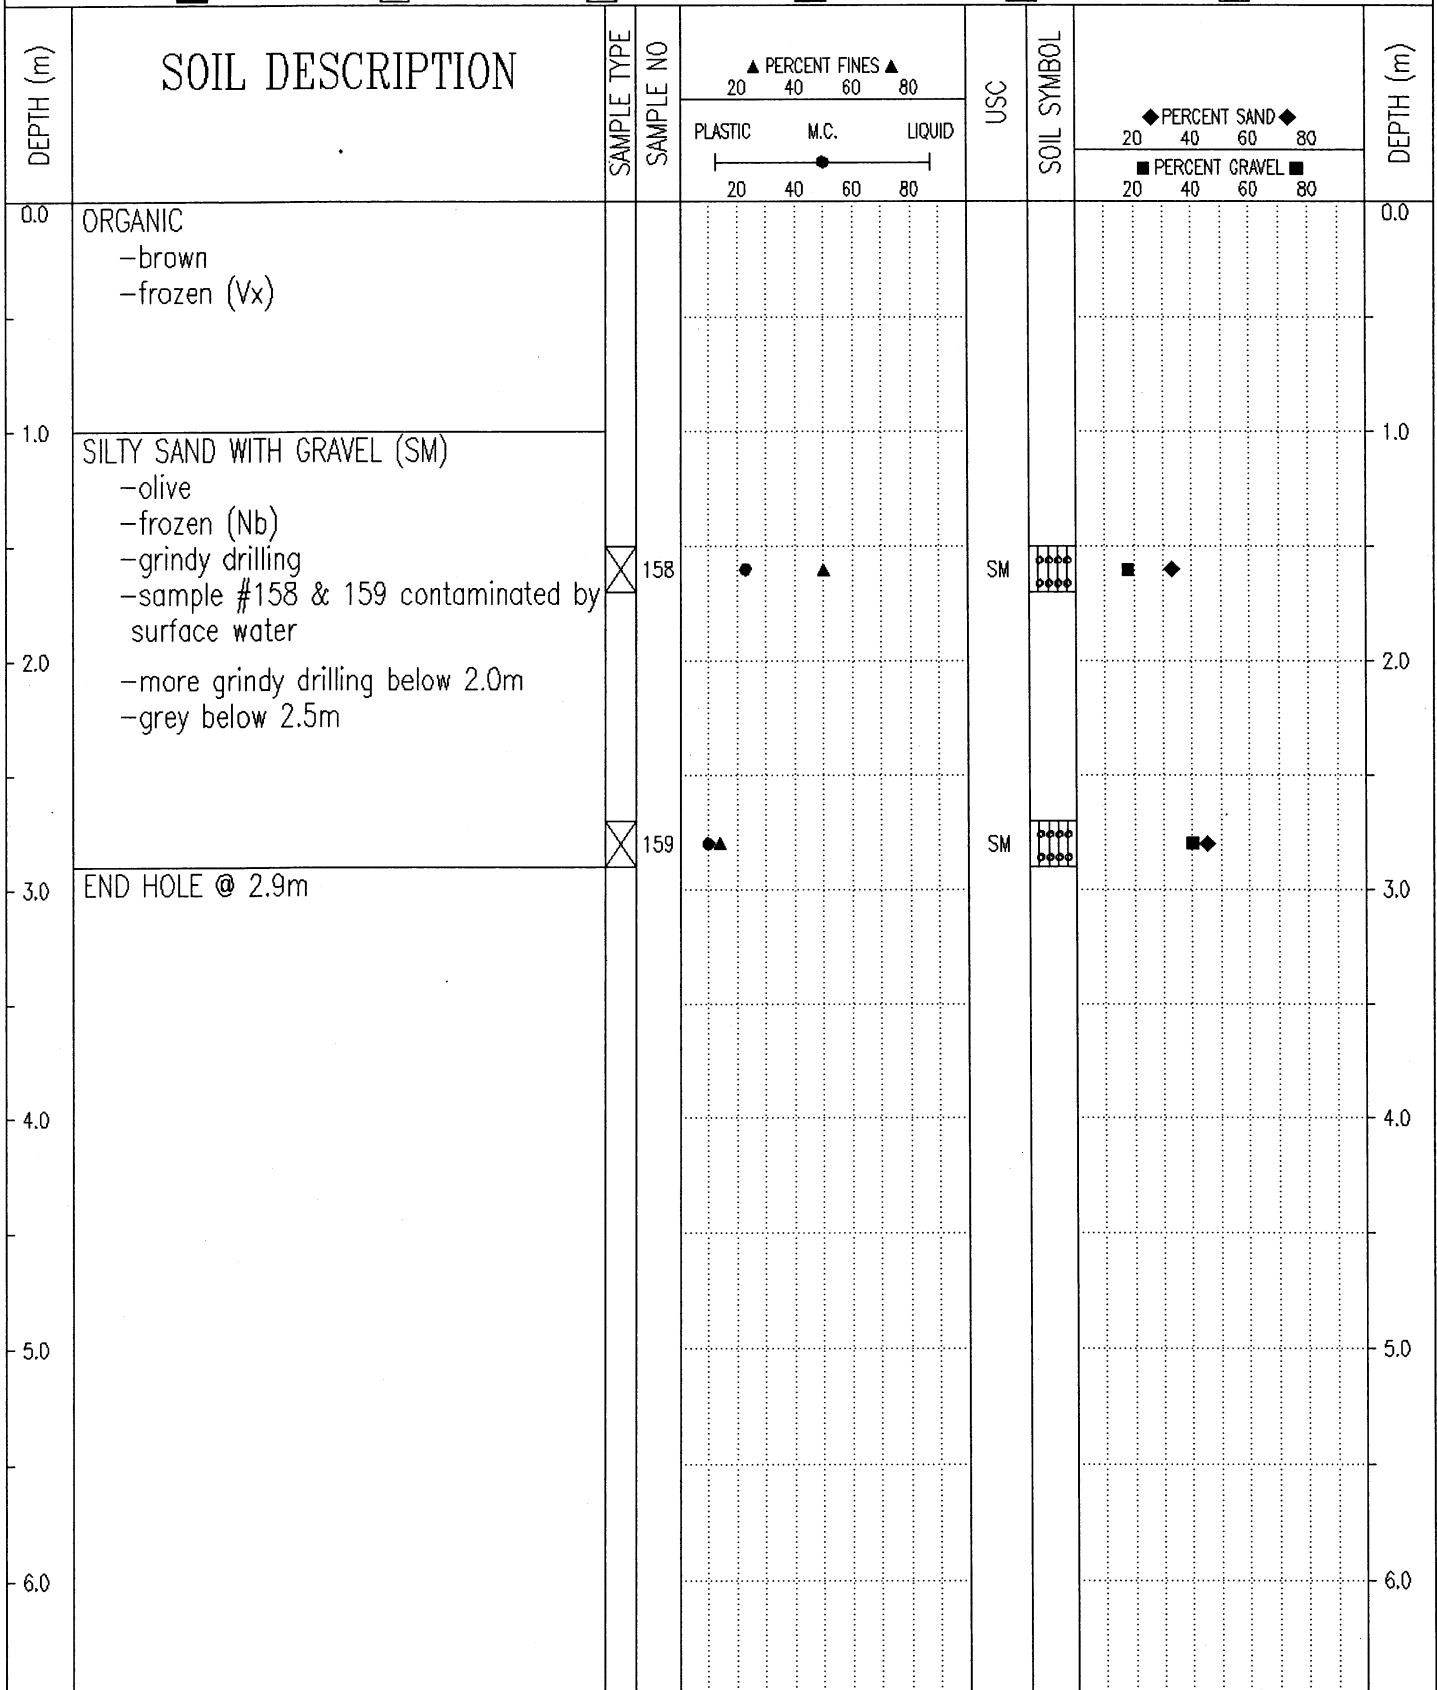 DEPTH (m)
SOIL DESCRIPTION
SAMPLE TYPE
SAMPLE NO
▲ PERCENT FINES ▲
20 40 60 80
PLASTIC M.C. LIQUID
20 40 60 80
USC
SOIL SYMBOL
◆PERCENT SAND◆
20 40 60 80
■ PERCENT GRAVEL■
20 40 60 80
DEPTH (m)
0.0 0.0
ORGANIC
-brown
-frozen (Vx)
1.0 1.0
SILTY SAND WITH GRAVEL (SM)
-olive
-frozen (Nb)
-grindy drilling
158 SM
-sample #158 & 159 contaminated by
surface water
2.0 2.0
-more grindy drilling below 2.0m
-grey below 2.5m
159 SM
END HOLE @ 2.9m
3.0 3.0
4.0 4.0
5.0 5.0
6.0 6.0